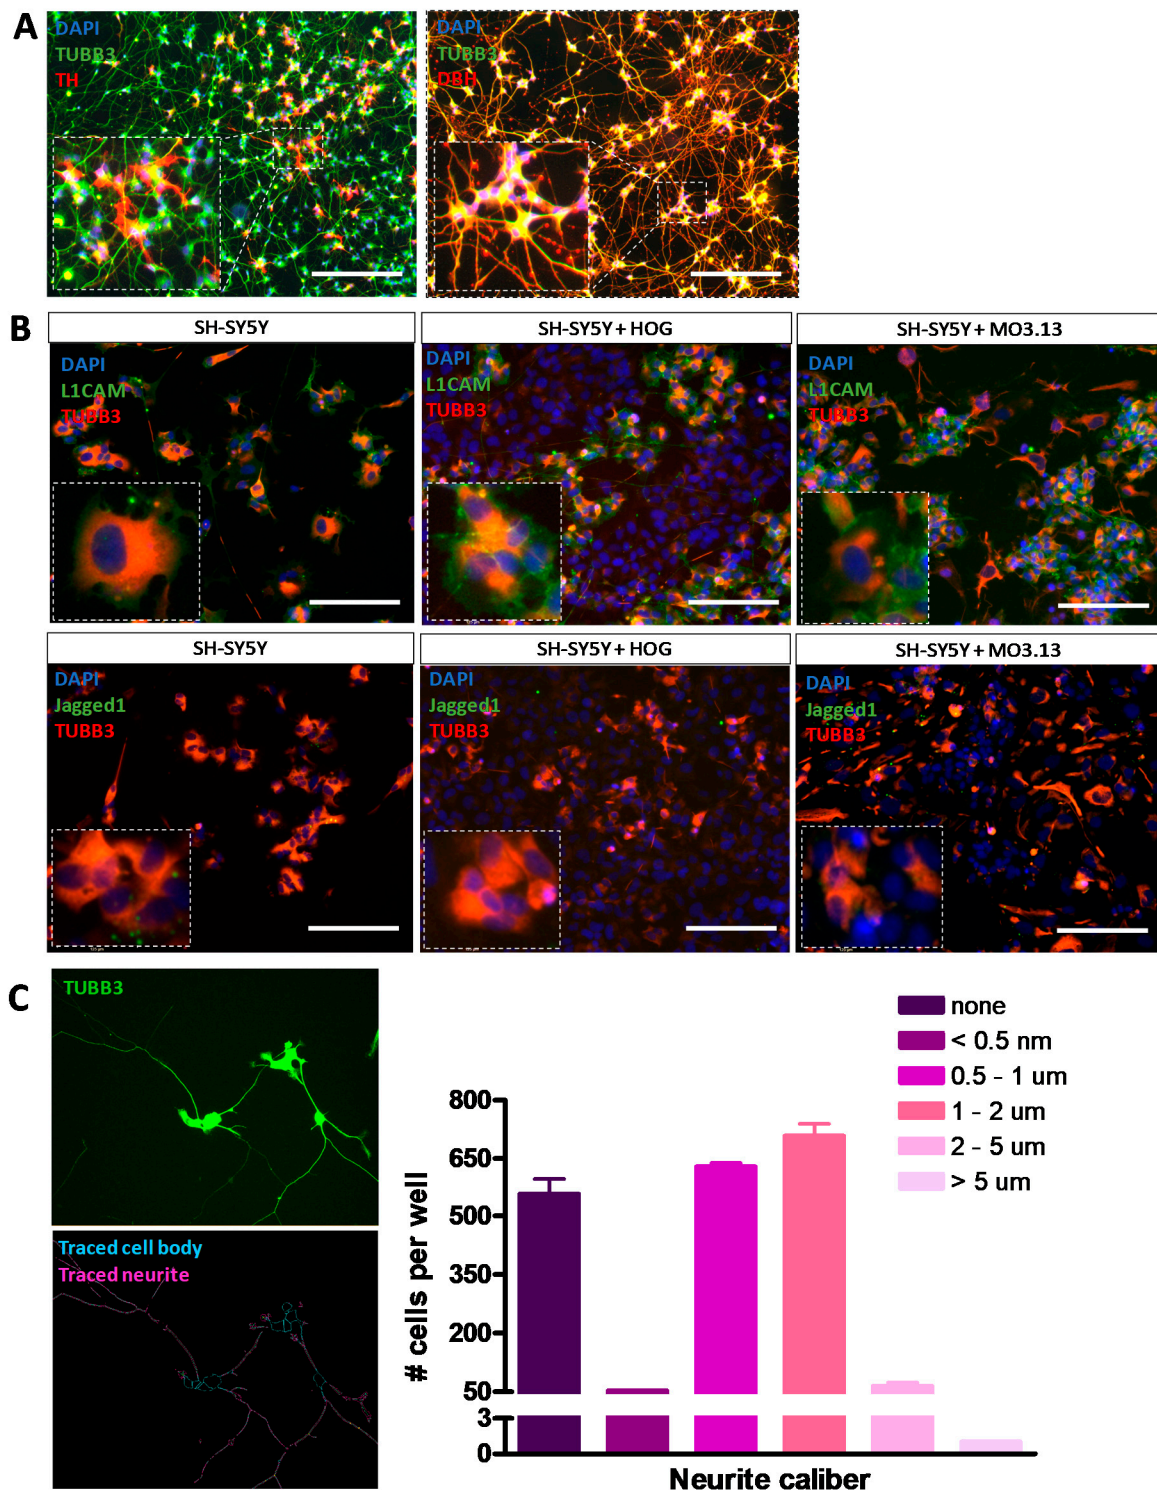 A
DAPI
TUBB3
TH
DAPI
TUBB3
DBH
B
SH-SY5Y
SH-SY5Y + HOG
SH-SY5Y + MO3.13
DAPI
L1CAM
TUBB3
DAPI
L1CAM
TUBB3
DAPI
L1CAM
TUBB3
SH-SY5Y
SH-SY5Y + HOG
SH-SY5Y + MO3.13
DAPI
Jagged1
TUBB3
DAPI
Jagged1
TUBB3
DAPI
Jagged1
TUBB3
C
TUBB3
Traced cell body
Traced neurite
none
< 0.5 nm
0.5 - 1 um
1 - 2 um
2 - 5 um
> 5 um
# cells per well
800
650
500
350
200
50
3
0
Neurite caliber